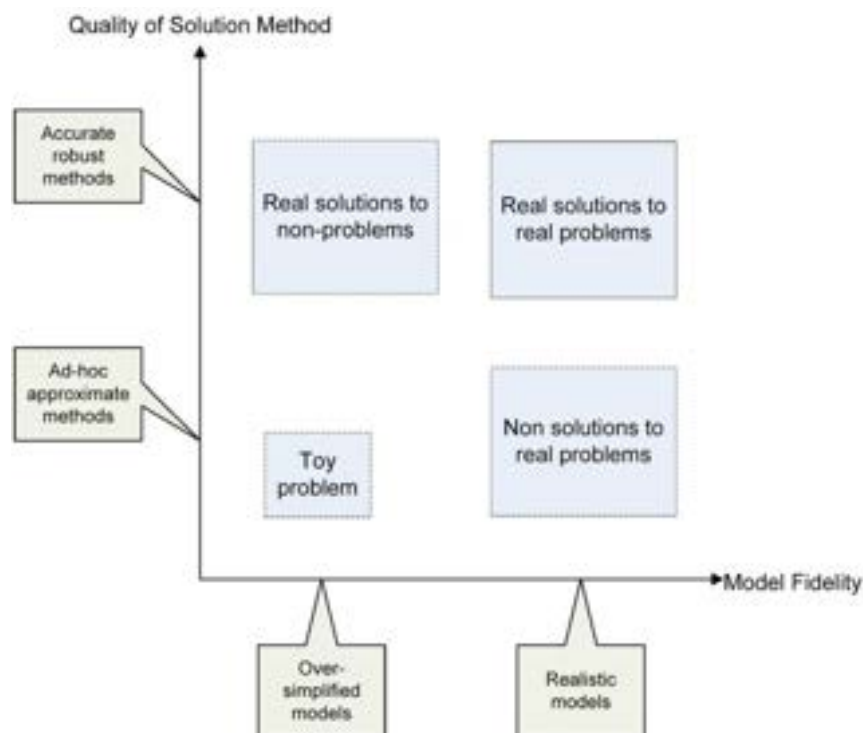 Quality of Solution Method
Accurate
robust
methods
Real solutions to
non-problems
Real solutions to
real problems
Ad-hoc
approximate
methods
Toy
problem
Non solutions to
real problems
Model Fidelity
Over-
simplified
models
Realistic
models